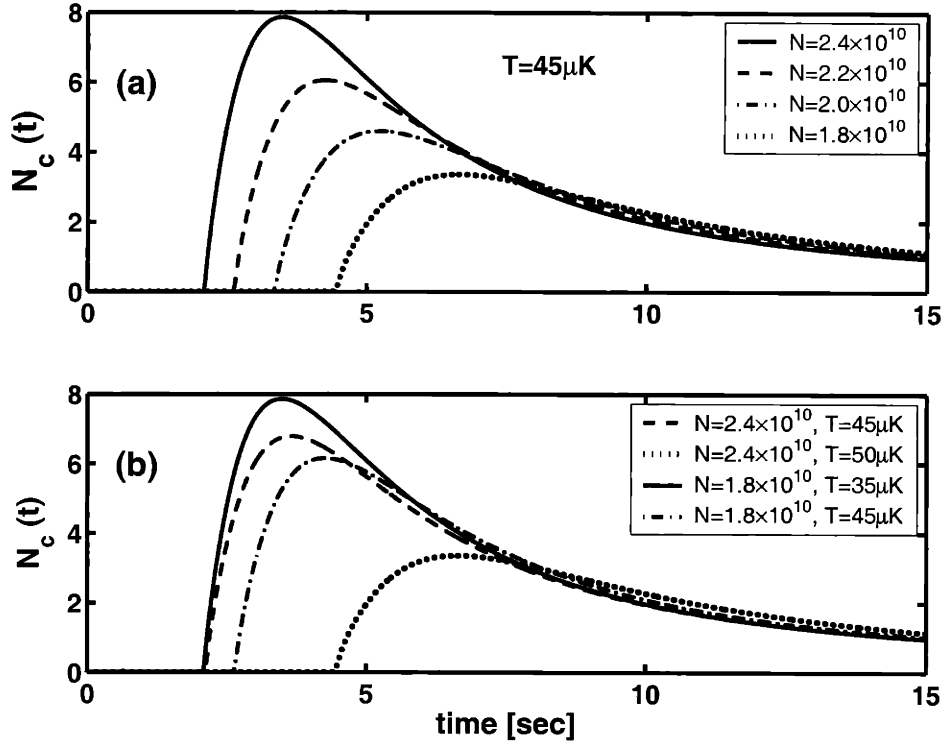 8
6
4
2
0
N_c (t)
(a)
T=45μK
N=2.4×10^10
N=2.2×10^10
N=2.0×10^10
N=1.8×10^10
0 5 10 15
8
6
4
2
0
N_c (t)
(b)
N=2.4×10^10, T=45μK
N=2.4×10^10, T=50μK
N=1.8×10^10, T=35μK
N=1.8×10^10, T=45μK
0 5 10 15
time [sec]